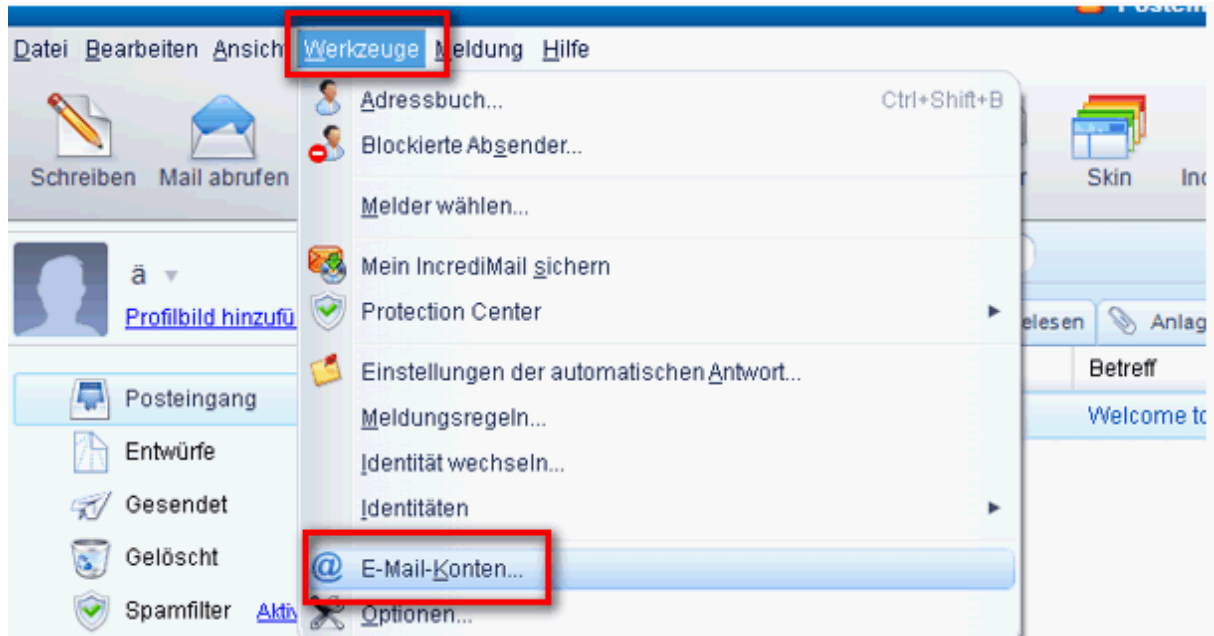 Datei Bearbeiten Ansich Werkzeuge Meldung Hilfe
Schreiben Mail abrufen
Adressbuch... Ctrl+Shift+B
Blockierte Absender...
Melder wählen...
Mein IncrediMail sichern
Protection Center
Einstellungen der automatischen Antwort...
Meldungsregeln...
Identität wechseln...
Identitäten
E-Mail-Konten...
Optionen...
Skin
ä
Profilbild hinzufü
Posteingang
Entwürfe
Gesendet
Gelöscht
Spamfilter Aktiv
elesen Anlag
Betreff
Welcome to